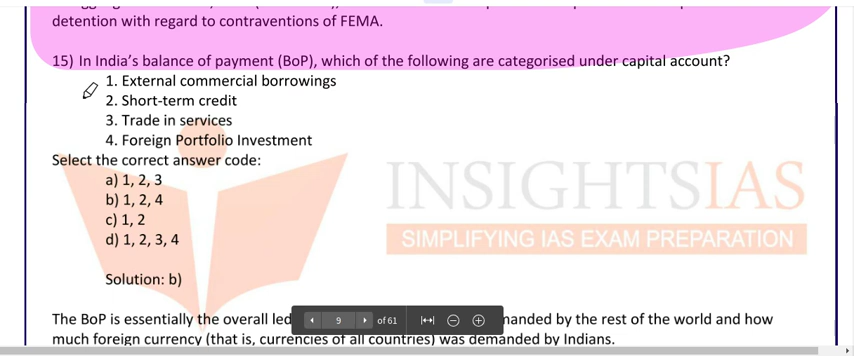 detention with regard to contraventions of FEMA.
15) In India's balance of payment (BoP), which of the following are categorised under capital account?
1. External commercial borrowings
2. Short-term credit
3. Trade in services
4. Foreign Portfolio Investment
Select the correct answer code:
a) 1, 2, 3
b) 1, 2, 4
c) 1, 2
d) 1, 2, 3, 4
INSIGHTSIAS
SIMPLIFYING IAS EXAM PREPARATION
Solution: b)
The BoP is essentially the overall led
9 of 61
manded by the rest of the world and how
much foreign currency (that is, currencies of all countries) was demanded by Indians.